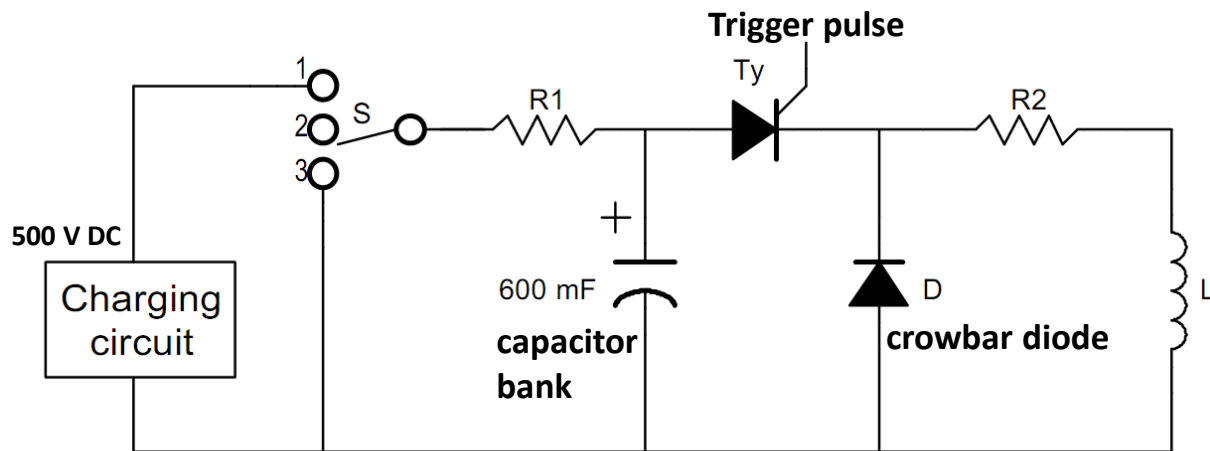 Trigger pulse
Ty
1
S
R1
R2
2
3
500 V DC
Charging
circuit
+
600 mF
D
L
capacitor
bank
crowbar diode